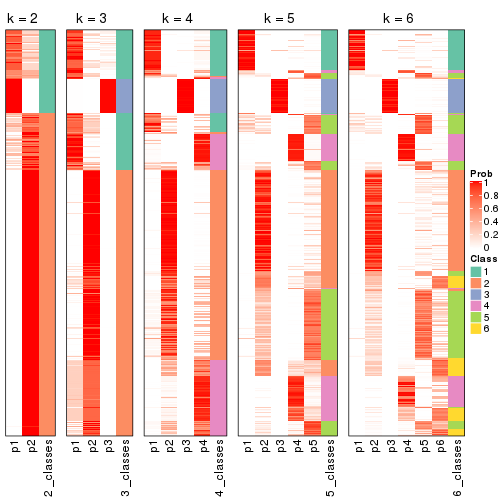 k = 2
k = 3
k = 4
k = 5
k = 6
Prob
1
0.8
0.6
0.4
0.2
0
Class
1
2
3
4
5
6
p1
p2
2_classes
p1
p2
p3
3_classes
p1
p2
p3
p4
4_classes
p1
p2
p3
p4
p5
5_classes
p1
p2
p3
p4
p5
p6
6_classes